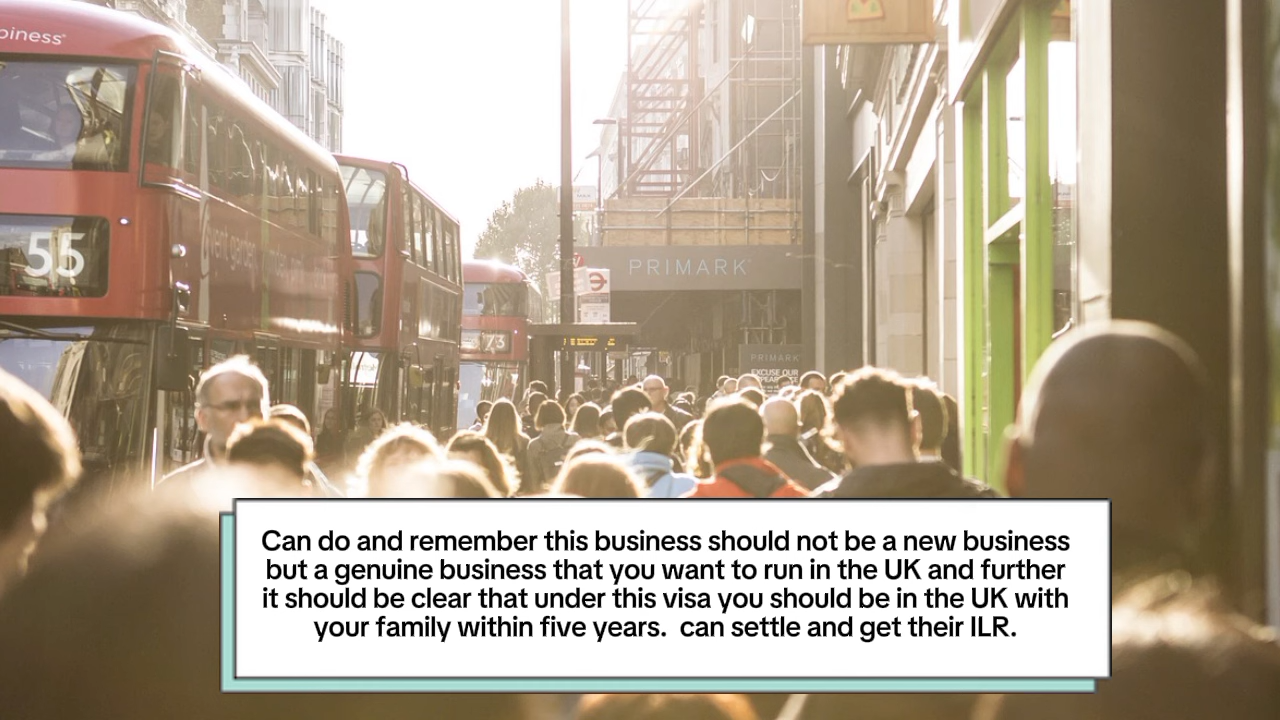 piness®
55
73
PRIMARK®
PRIMARK
EXCUSE OUR
Can do and remember this business should not be a new business
but a genuine business that you want to run in the UK and further
it should be clear that under this visa you should be in the UK with
your family within five years.  can settle and get their ILR.